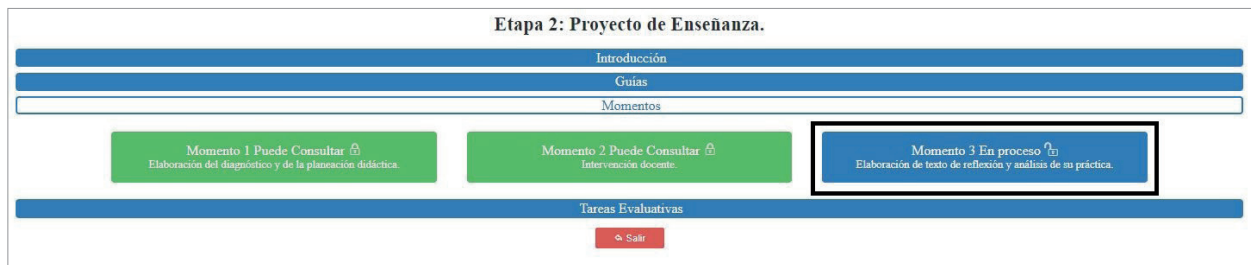 Etapa 2: Proyecto de Enseñanza.
Introducción
Guías
Momentos
Momento 1 Puede Consultar
Elaboración del diagnóstico y de la planeación didáctica.
Momento 2 Puede Consultar
Intervención docente.
Momento 3 En proceso
Elaboración de texto de reflexión y análisis de su práctica.
Tareas Evaluativas
Salir